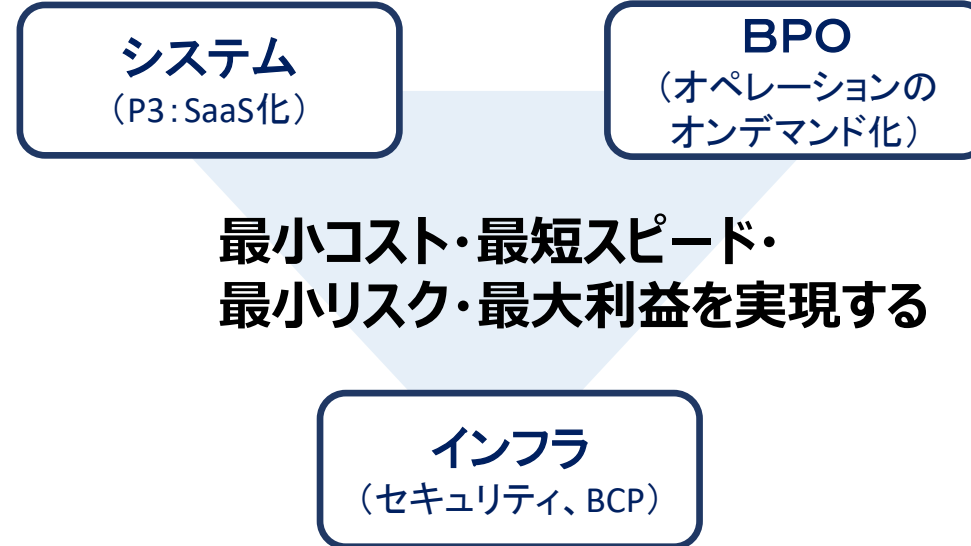 システム
（P3：SaaS化）
BPO
（オペレーションの
オンデマンド化）
最小コスト・最短スピード・
最小リスク・最大利益を実現する
インフラ
（セキュリティ、BCP）